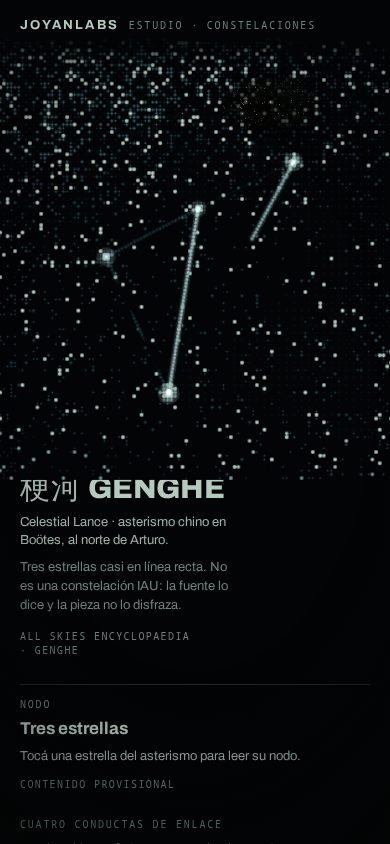 JOYANLABS ESTUDIO · CONSTELACIONES
梗河 GENGHE
Celestial Lance · asterismo chino en
Boötes, al norte de Arturo.
Tres estrellas casi en línea recta. No
es una constelación IAU: la fuente lo
dice y la pieza no lo disfraza.
ALL SKIES ENCYCLOPAEDIA
· GENGHE
NODO
Tres estrellas
Tocá una estrella del asterismo para leer su nodo.
CONTENIDO PROVISIONAL
CUATRO CONDUCTAS DE ENLACE